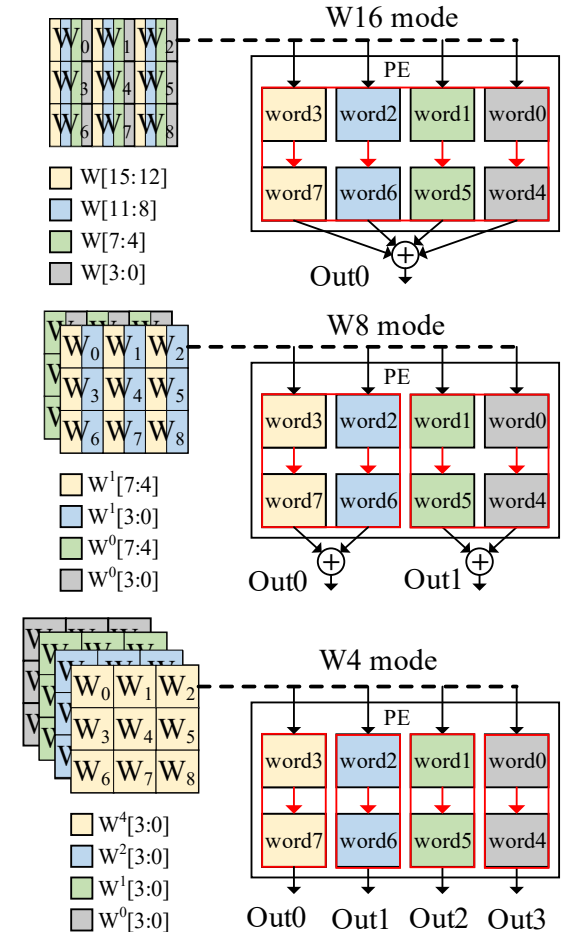 W16 mode
W0 W1 W2
W3 W4 W5
W6 W7 W8
PE
word3 word2 word1 word0
word7 word6 word5 word4
+
Out0
W[15:12]
W[11:8]
W[7:4]
W[3:0]
W8 mode
W W W
W0 W1 W2
W W3 W4 W5
W W6 W7 W8
PE
word3 word2 word1 word0
word7 word6 word5 word4
+ +
Out0 Out1
W¹[7:4]
W¹[3:0]
W⁰[7:4]
W⁰[3:0]
W4 mode
W W W
W W W
W W W
W0 W1 W2
W3 W4 W5
W6 W7 W8
PE
word3 word2 word1 word0
word7 word6 word5 word4
Out0 Out1 Out2 Out3
W⁴[3:0]
W²[3:0]
W¹[3:0]
W⁰[3:0]